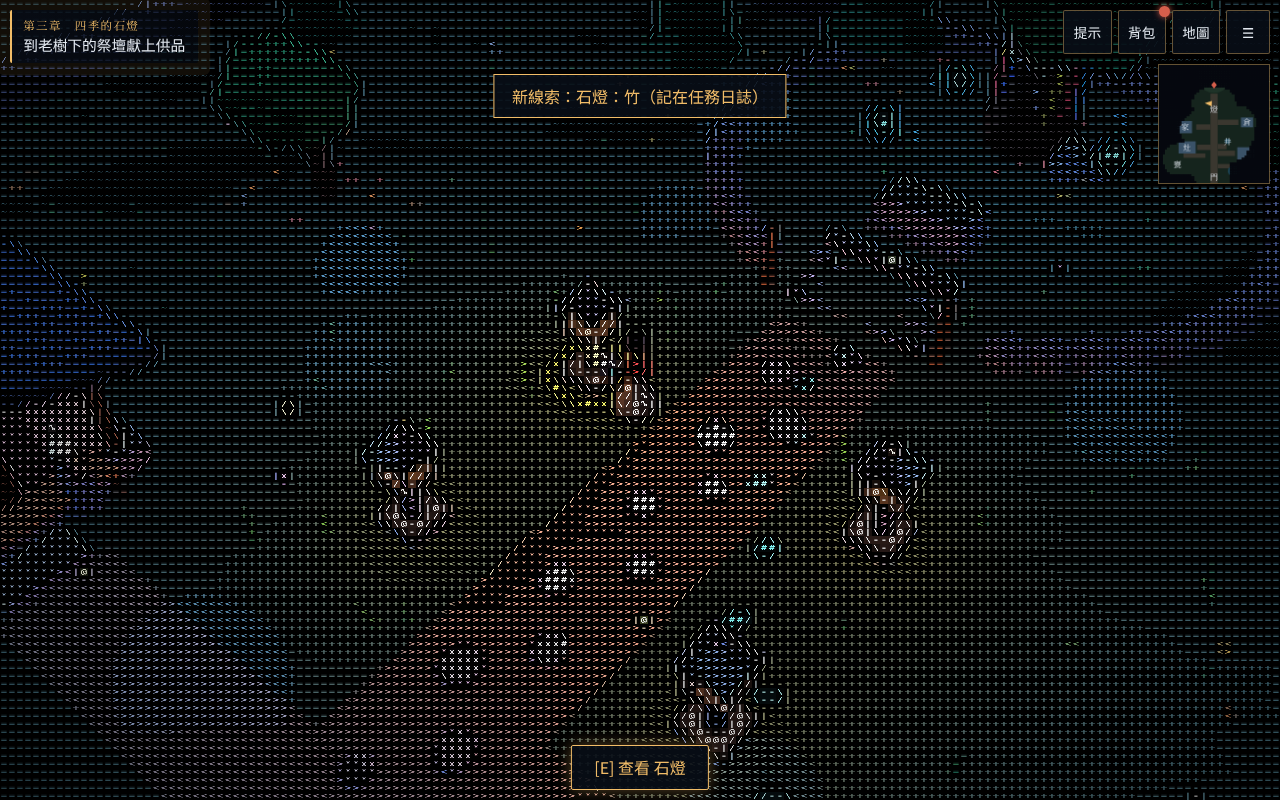 第三章　四季的石燈
到老樹下的祭壇獻上供品
提示
背包
地圖
☰
新線索：石燈：竹（記在任務日誌）
井
門
[E] 查看 石燈